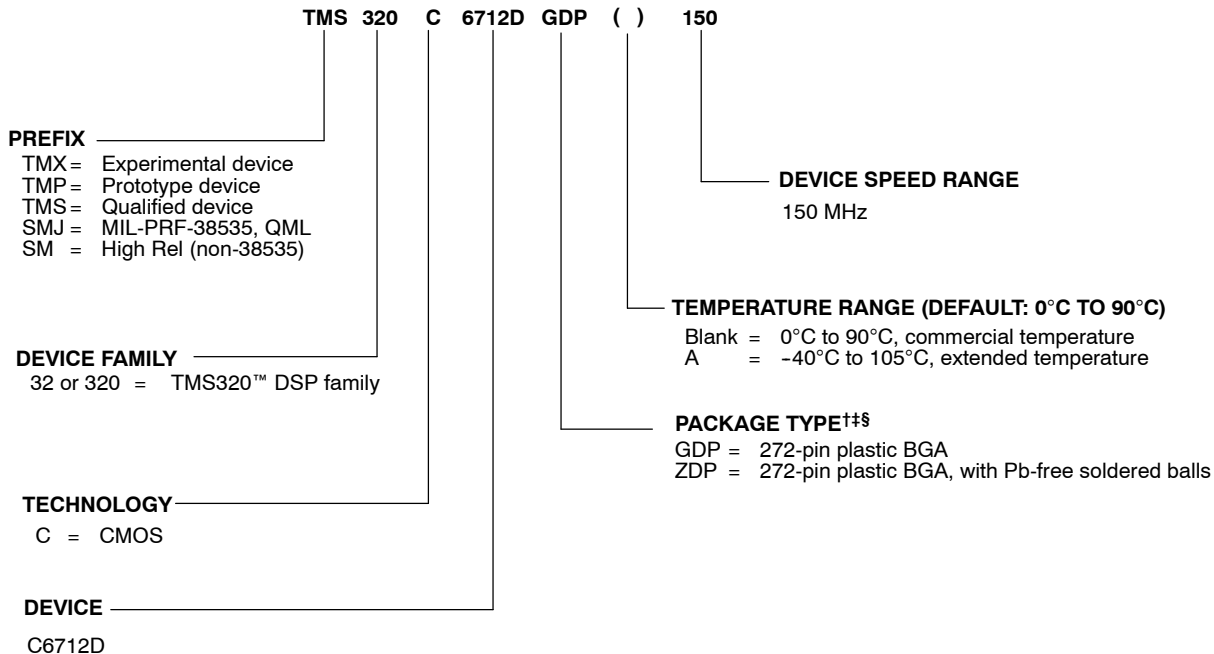 TMS 320 C 6712D GDP ( ) 150
PREFIX
TMX = Experimental device
TMP = Prototype device
TMS = Qualified device
SMJ = MIL-PRF-38535, QML
SM = High Rel (non-38535)
DEVICE SPEED RANGE
150 MHz
TEMPERATURE RANGE (DEFAULT: 0°C TO 90°C)
Blank = 0°C to 90°C, commercial temperature
A = −40°C to 105°C, extended temperature
DEVICE FAMILY
32 or 320 = TMS320™ DSP family
PACKAGE TYPE†‡§
GDP = 272-pin plastic BGA
ZDP = 272-pin plastic BGA, with Pb-free soldered balls
TECHNOLOGY
C = CMOS
DEVICE
C6712D